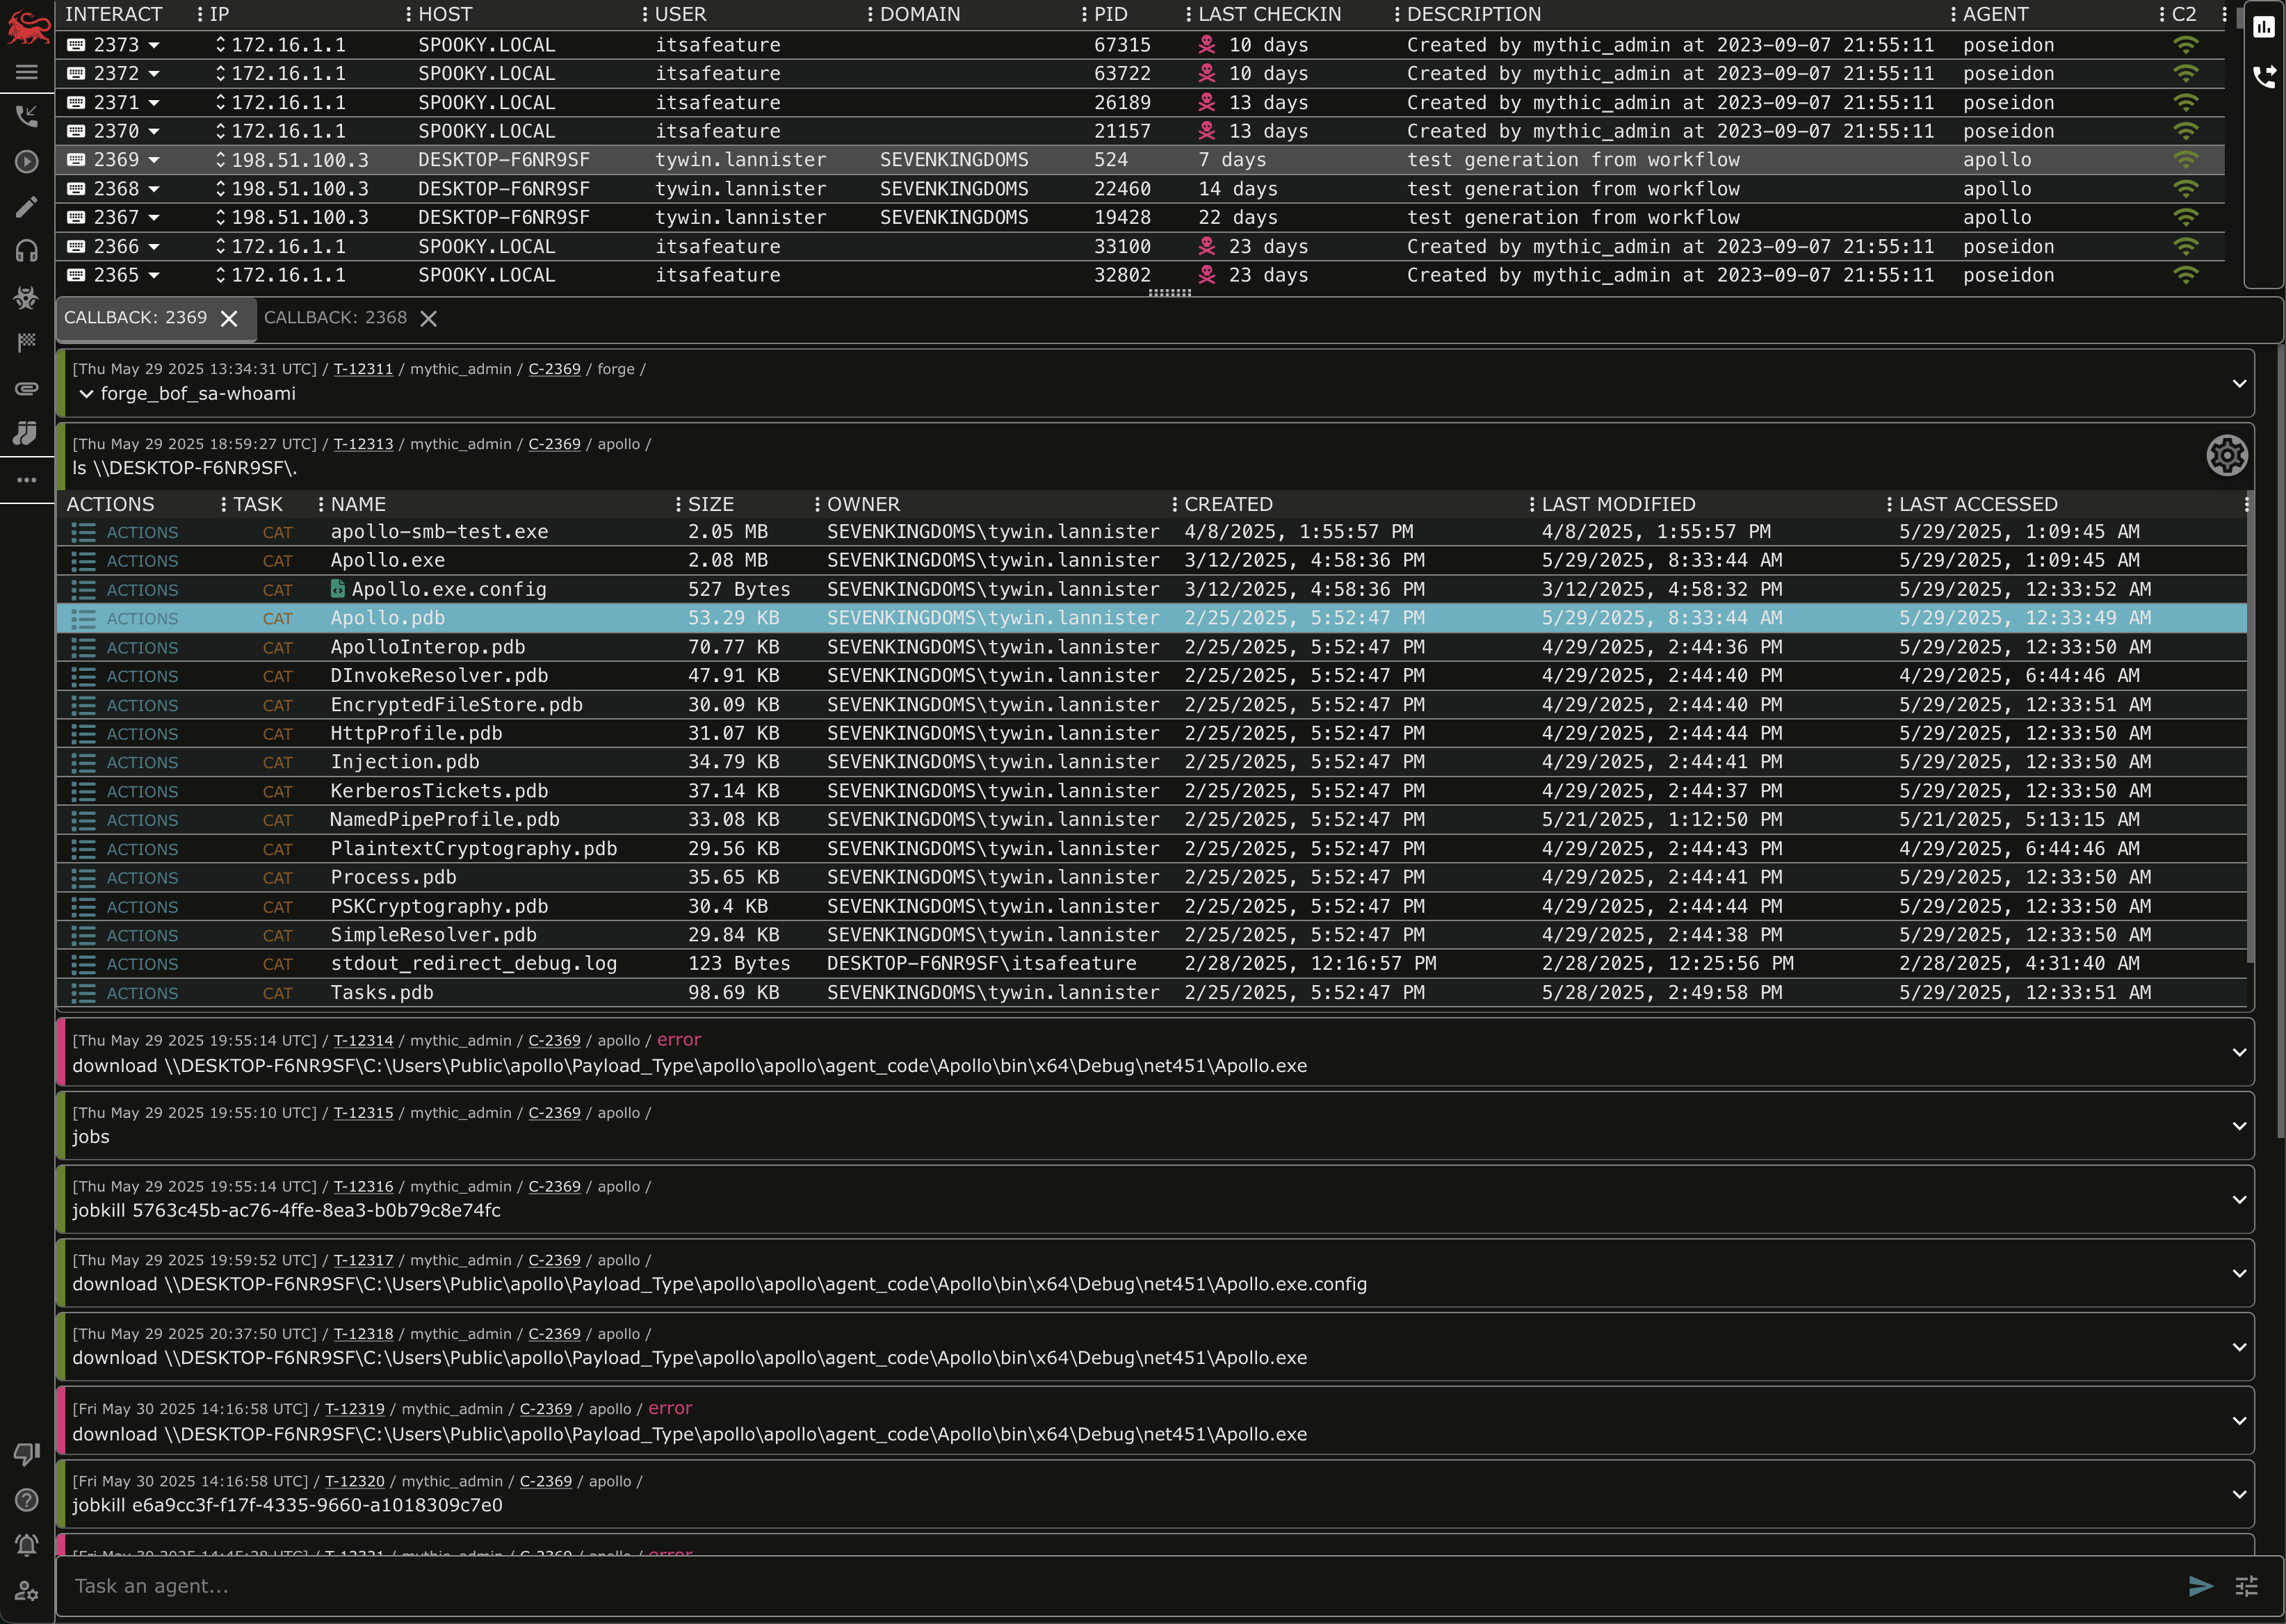 INTERACT IP HOST USER DOMAIN PID LAST CHECKIN DESCRIPTION AGENT C2
2373 172.16.1.1 SPOOKY.LOCAL itsafeature 67315 10 days Created by mythic_admin at 2023-09-07 21:55:11 poseidon
2372 172.16.1.1 SPOOKY.LOCAL itsafeature 63722 10 days Created by mythic_admin at 2023-09-07 21:55:11 poseidon
2371 172.16.1.1 SPOOKY.LOCAL itsafeature 26189 13 days Created by mythic_admin at 2023-09-07 21:55:11 poseidon
2370 172.16.1.1 SPOOKY.LOCAL itsafeature 21157 13 days Created by mythic_admin at 2023-09-07 21:55:11 poseidon
2369 198.51.100.3 DESKTOP-F6NR9SF tywin.lannister SEVENKINGDOMS 524 7 days test generation from workflow apollo
2368 198.51.100.3 DESKTOP-F6NR9SF tywin.lannister SEVENKINGDOMS 22460 14 days test generation from workflow apollo
2367 198.51.100.3 DESKTOP-F6NR9SF tywin.lannister SEVENKINGDOMS 19428 22 days test generation from workflow apollo
2366 172.16.1.1 SPOOKY.LOCAL itsafeature 33100 23 days Created by mythic_admin at 2023-09-07 21:55:11 poseidon
2365 172.16.1.1 SPOOKY.LOCAL itsafeature 32802 23 days Created by mythic_admin at 2023-09-07 21:55:11 poseidon
CALLBACK: 2369 CALLBACK: 2368
[Thu May 29 2025 13:34:31 UTC] / T-12311 / mythic_admin / C-2369 / forge /
forge_bof_sa-whoami
[Thu May 29 2025 18:59:27 UTC] / T-12313 / mythic_admin / C-2369 / apollo /
ls \\DESKTOP-F6NR9SF\.
ACTIONS TASK NAME SIZE OWNER CREATED LAST MODIFIED LAST ACCESSED
ACTIONS CAT apollo-smb-test.exe 2.05 MB SEVENKINGDOMS\tywin.lannister 4/8/2025, 1:55:57 PM 4/8/2025, 1:55:57 PM 5/29/2025, 1:09:45 AM
ACTIONS CAT Apollo.exe 2.08 MB SEVENKINGDOMS\tywin.lannister 3/12/2025, 4:58:36 PM 5/29/2025, 8:33:44 AM 5/29/2025, 1:09:45 AM
ACTIONS CAT Apollo.exe.config 527 Bytes SEVENKINGDOMS\tywin.lannister 3/12/2025, 4:58:36 PM 3/12/2025, 4:58:32 PM 5/29/2025, 12:33:52 AM
ACTIONS CAT Apollo.pdb 53.29 KB SEVENKINGDOMS\tywin.lannister 2/25/2025, 5:52:47 PM 5/29/2025, 8:33:44 AM 5/29/2025, 12:33:49 AM
ACTIONS CAT ApolloInterop.pdb 70.77 KB SEVENKINGDOMS\tywin.lannister 2/25/2025, 5:52:47 PM 4/29/2025, 2:44:36 PM 5/29/2025, 12:33:50 AM
ACTIONS CAT DInvokeResolver.pdb 47.91 KB SEVENKINGDOMS\tywin.lannister 2/25/2025, 5:52:47 PM 4/29/2025, 2:44:40 PM 4/29/2025, 6:44:46 AM
ACTIONS CAT EncryptedFileStore.pdb 30.09 KB SEVENKINGDOMS\tywin.lannister 2/25/2025, 5:52:47 PM 4/29/2025, 2:44:40 PM 5/29/2025, 12:33:51 AM
ACTIONS CAT HttpProfile.pdb 31.07 KB SEVENKINGDOMS\tywin.lannister 2/25/2025, 5:52:47 PM 4/29/2025, 2:44:44 PM 5/29/2025, 12:33:50 AM
ACTIONS CAT Injection.pdb 34.79 KB SEVENKINGDOMS\tywin.lannister 2/25/2025, 5:52:47 PM 4/29/2025, 2:44:41 PM 5/29/2025, 12:33:50 AM
ACTIONS CAT KerberosTickets.pdb 37.14 KB SEVENKINGDOMS\tywin.lannister 2/25/2025, 5:52:47 PM 4/29/2025, 2:44:37 PM 5/29/2025, 12:33:50 AM
ACTIONS CAT NamedPipeProfile.pdb 33.08 KB SEVENKINGDOMS\tywin.lannister 2/25/2025, 5:52:47 PM 5/21/2025, 1:12:50 PM 5/21/2025, 5:13:15 AM
ACTIONS CAT PlaintextCryptography.pdb 29.56 KB SEVENKINGDOMS\tywin.lannister 2/25/2025, 5:52:47 PM 4/29/2025, 2:44:43 PM 4/29/2025, 6:44:46 AM
ACTIONS CAT Process.pdb 35.65 KB SEVENKINGDOMS\tywin.lannister 2/25/2025, 5:52:47 PM 4/29/2025, 2:44:41 PM 5/29/2025, 12:33:50 AM
ACTIONS CAT PSKCryptography.pdb 30.4 KB SEVENKINGDOMS\tywin.lannister 2/25/2025, 5:52:47 PM 4/29/2025, 2:44:44 PM 5/29/2025, 12:33:50 AM
ACTIONS CAT SimpleResolver.pdb 29.84 KB SEVENKINGDOMS\tywin.lannister 2/25/2025, 5:52:47 PM 4/29/2025, 2:44:38 PM 5/29/2025, 12:33:50 AM
ACTIONS CAT stdout_redirect_debug.log 123 Bytes DESKTOP-F6NR9SF\itsafeature 2/28/2025, 12:16:57 PM 2/28/2025, 12:25:56 PM 2/28/2025, 4:31:40 AM
ACTIONS CAT Tasks.pdb 98.69 KB SEVENKINGDOMS\tywin.lannister 2/25/2025, 5:52:47 PM 5/28/2025, 2:49:58 PM 5/29/2025, 12:33:51 AM
[Thu May 29 2025 19:55:14 UTC] / T-12314 / mythic_admin / C-2369 / apollo / error
download \\DESKTOP-F6NR9SF\C:\Users\Public\apollo\Payload_Type\apollo\apollo\agent_code\Apollo\bin\x64\Debug\net451\Apollo.exe
[Thu May 29 2025 19:55:10 UTC] / T-12315 / mythic_admin / C-2369 / apollo /
jobs
[Thu May 29 2025 19:55:14 UTC] / T-12316 / mythic_admin / C-2369 / apollo /
jobkill 5763c45b-ac76-4ffe-8ea3-b0b79c8e74fc
[Thu May 29 2025 19:59:52 UTC] / T-12317 / mythic_admin / C-2369 / apollo /
download \\DESKTOP-F6NR9SF\C:\Users\Public\apollo\Payload_Type\apollo\apollo\agent_code\Apollo\bin\x64\Debug\net451\Apollo.exe.config
[Thu May 29 2025 20:37:50 UTC] / T-12318 / mythic_admin / C-2369 / apollo /
download \\DESKTOP-F6NR9SF\C:\Users\Public\apollo\Payload_Type\apollo\apollo\agent_code\Apollo\bin\x64\Debug\net451\Apollo.exe
[Fri May 30 2025 14:16:58 UTC] / T-12319 / mythic_admin / C-2369 / apollo / error
download \\DESKTOP-F6NR9SF\C:\Users\Public\apollo\Payload_Type\apollo\apollo\agent_code\Apollo\bin\x64\Debug\net451\Apollo.exe
[Fri May 30 2025 14:16:58 UTC] / T-12320 / mythic_admin / C-2369 / apollo /
jobkill e6a9cc3f-f17f-4335-9660-a1018309c7e0
[Fri May 30 2025 14:45:28 UTC] / T-12321 / mythic_admin / C-2369 / apollo / error
Task an agent...